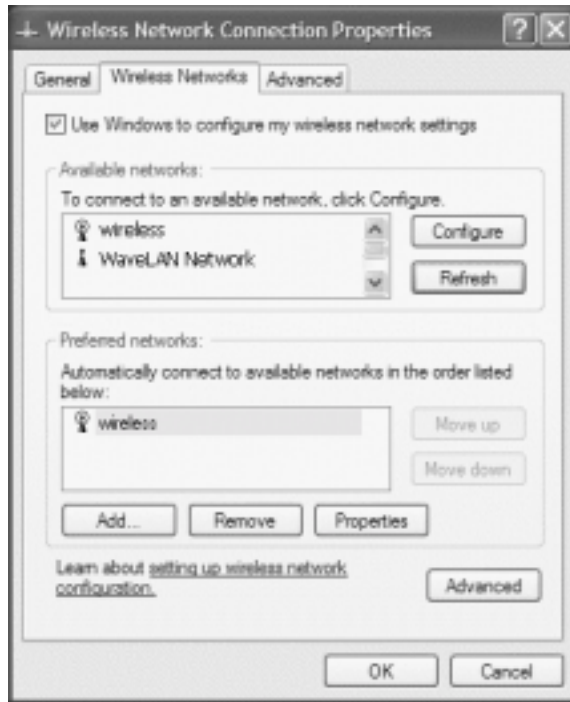 Wireless Network Connection Properties
General Wireless Networks Advanced
Use Windows to configure my wireless network settings
Available networks:
To connect to an available network, click Configure.
wireless
WaveLAN Network
Configure
Refresh
Preferred networks:
Automatically connect to available networks in the order listed
below:
wireless
Move up
Move down
Add... Remove Properties
Learn about setting up wireless network
configuration.
Advanced
OK Cancel